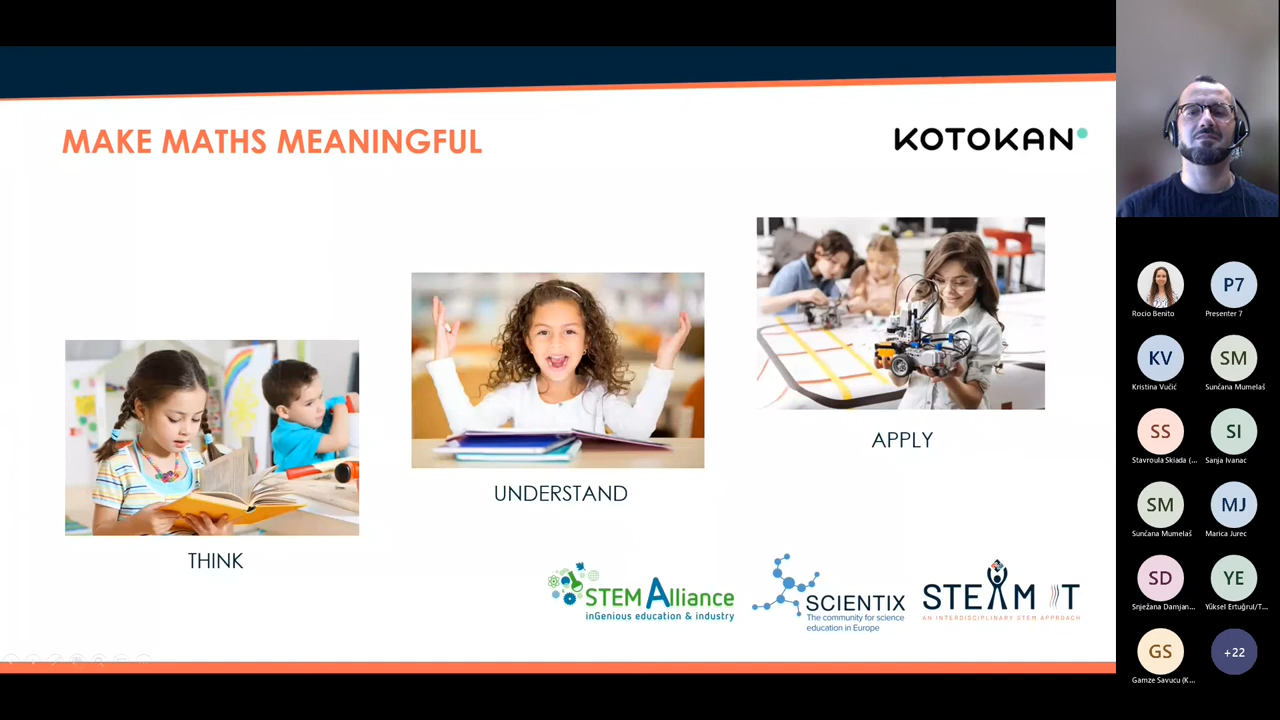 MAKE MATHS MEANINGFUL
KOTOKAN
THINK
UNDERSTAND
APPLY
STEM Alliance
inGenious education & industry
SCIENTIX
The community for science
education in Europe
STEAM IT
AN INTERDISCIPLINARY STEM APPROACH
Rocio Benito
P7
Presenter 7
KV
Kristina Vučić
SM
Sunčana Mumelaš
SS
Stavroula Skiada (...
SI
Sanja Ivanac
SM
Sunčana Mumelaš
MJ
Marica Jurec
SD
Snježana Damjan...
YE
Yüksel Ertuğrul/T...
GS
Gamze Savucu (K...
+22